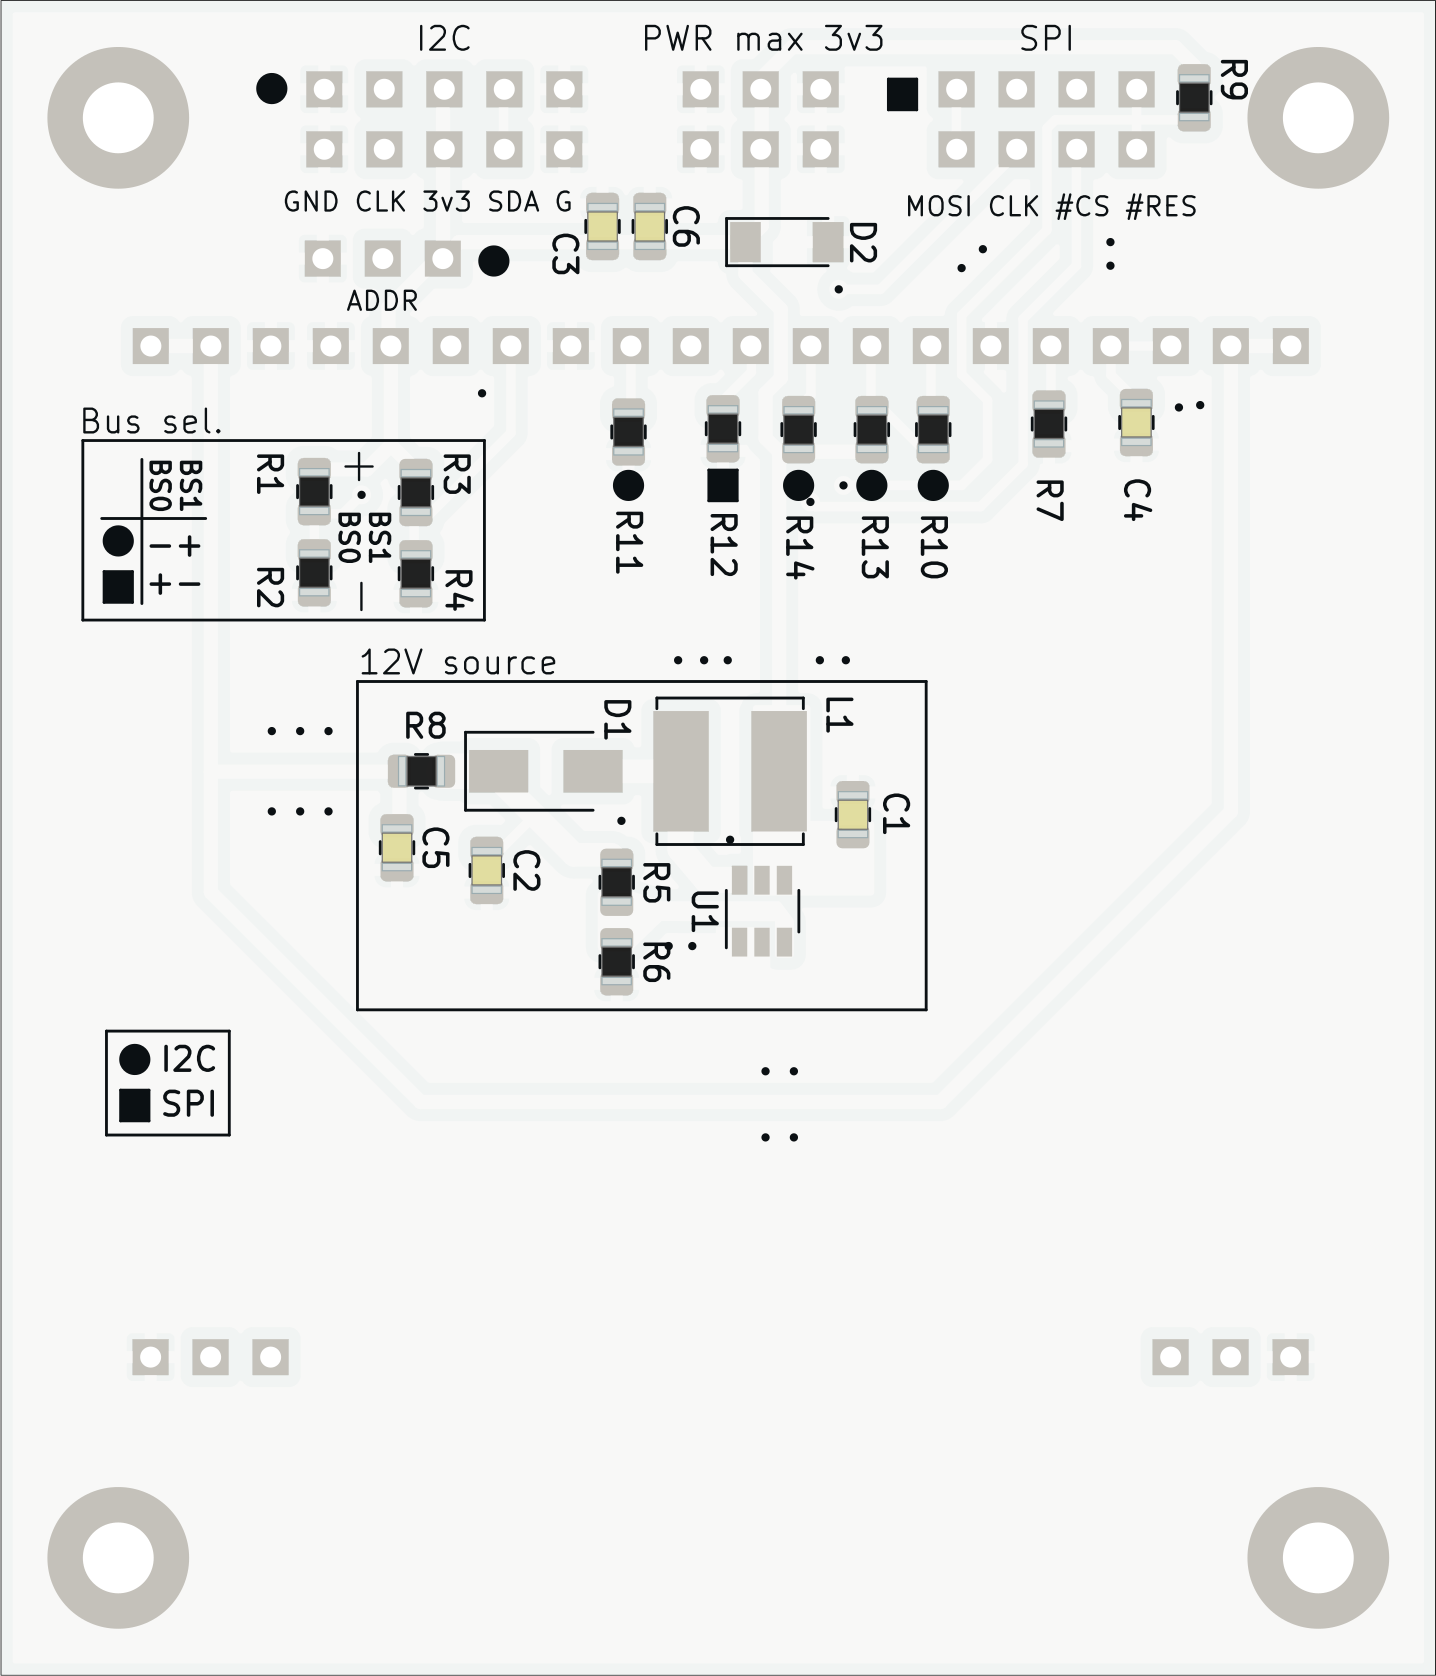 I2C
PWR max 3v3
SPI
R9
GND CLK 3v3 SDA G
MOSI CLK #CS #RES
C3
C6
D2
ADDR
Bus sel.
BS0
BS1
- +
+ -
R1
+
R3
BS0
BS1
R2
-
R4
R11
R12
R14
R13
R10
R7
C4
12V source
R8
D1
L1
C1
C5
C2
R5
U1
R6
I2C
SPI